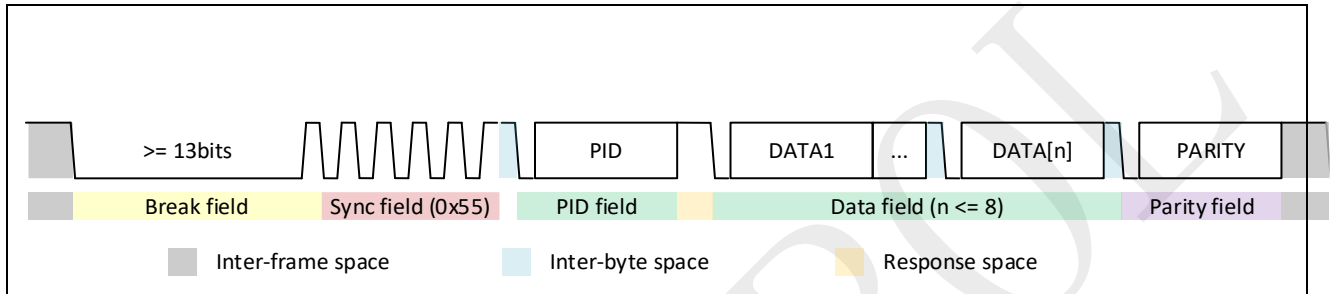 >= 13bits PID DATA1 ... DATA[n] PARITY
Break field Sync field (0x55) PID field Data field (n <= 8) Parity field
Inter-frame space Inter-byte space Response space